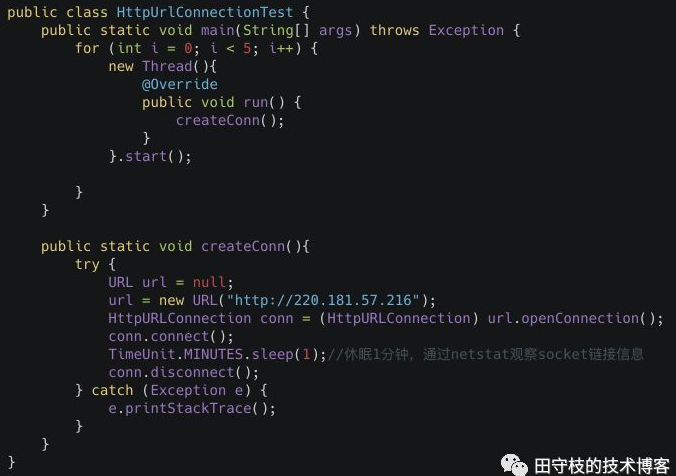 public class HttpUrlConnectionTest {
    public static void main(String[] args) throws Exception {
        for (int i = 0; i < 5; i++) {
            new Thread(){
                @Override
                public void run() {
                    createConn();
                }
            }.start();

        }
    }

    public static void createConn(){
        try {
            URL url = null;
            url = new URL("http://220.181.57.216");
            HttpURLConnection conn = (HttpURLConnection) url.openConnection();
            conn.connect();
            TimeUnit.MINUTES.sleep(1);//休眠1分钟，通过netstat观察socket链接信息
            conn.disconnect();
        } catch (Exception e) {
            e.printStackTrace();
        }
    }
}
田守枝的技术博客